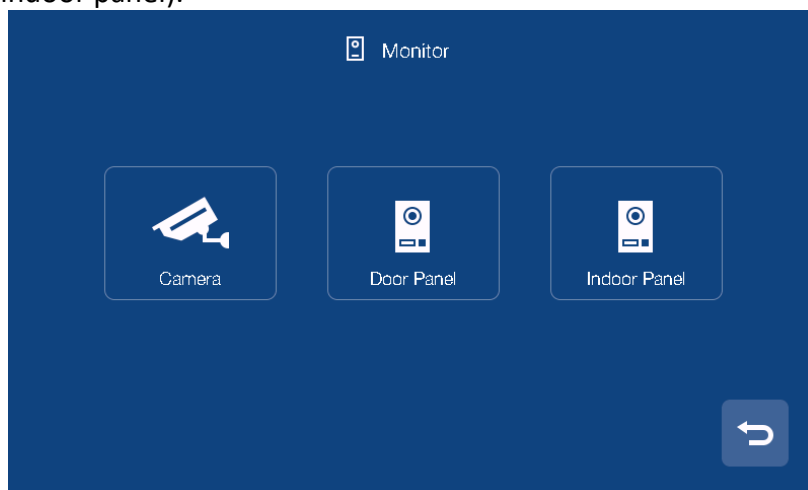 indoor panel).
Monitor
Camera
Door Panel
Indoor Panel